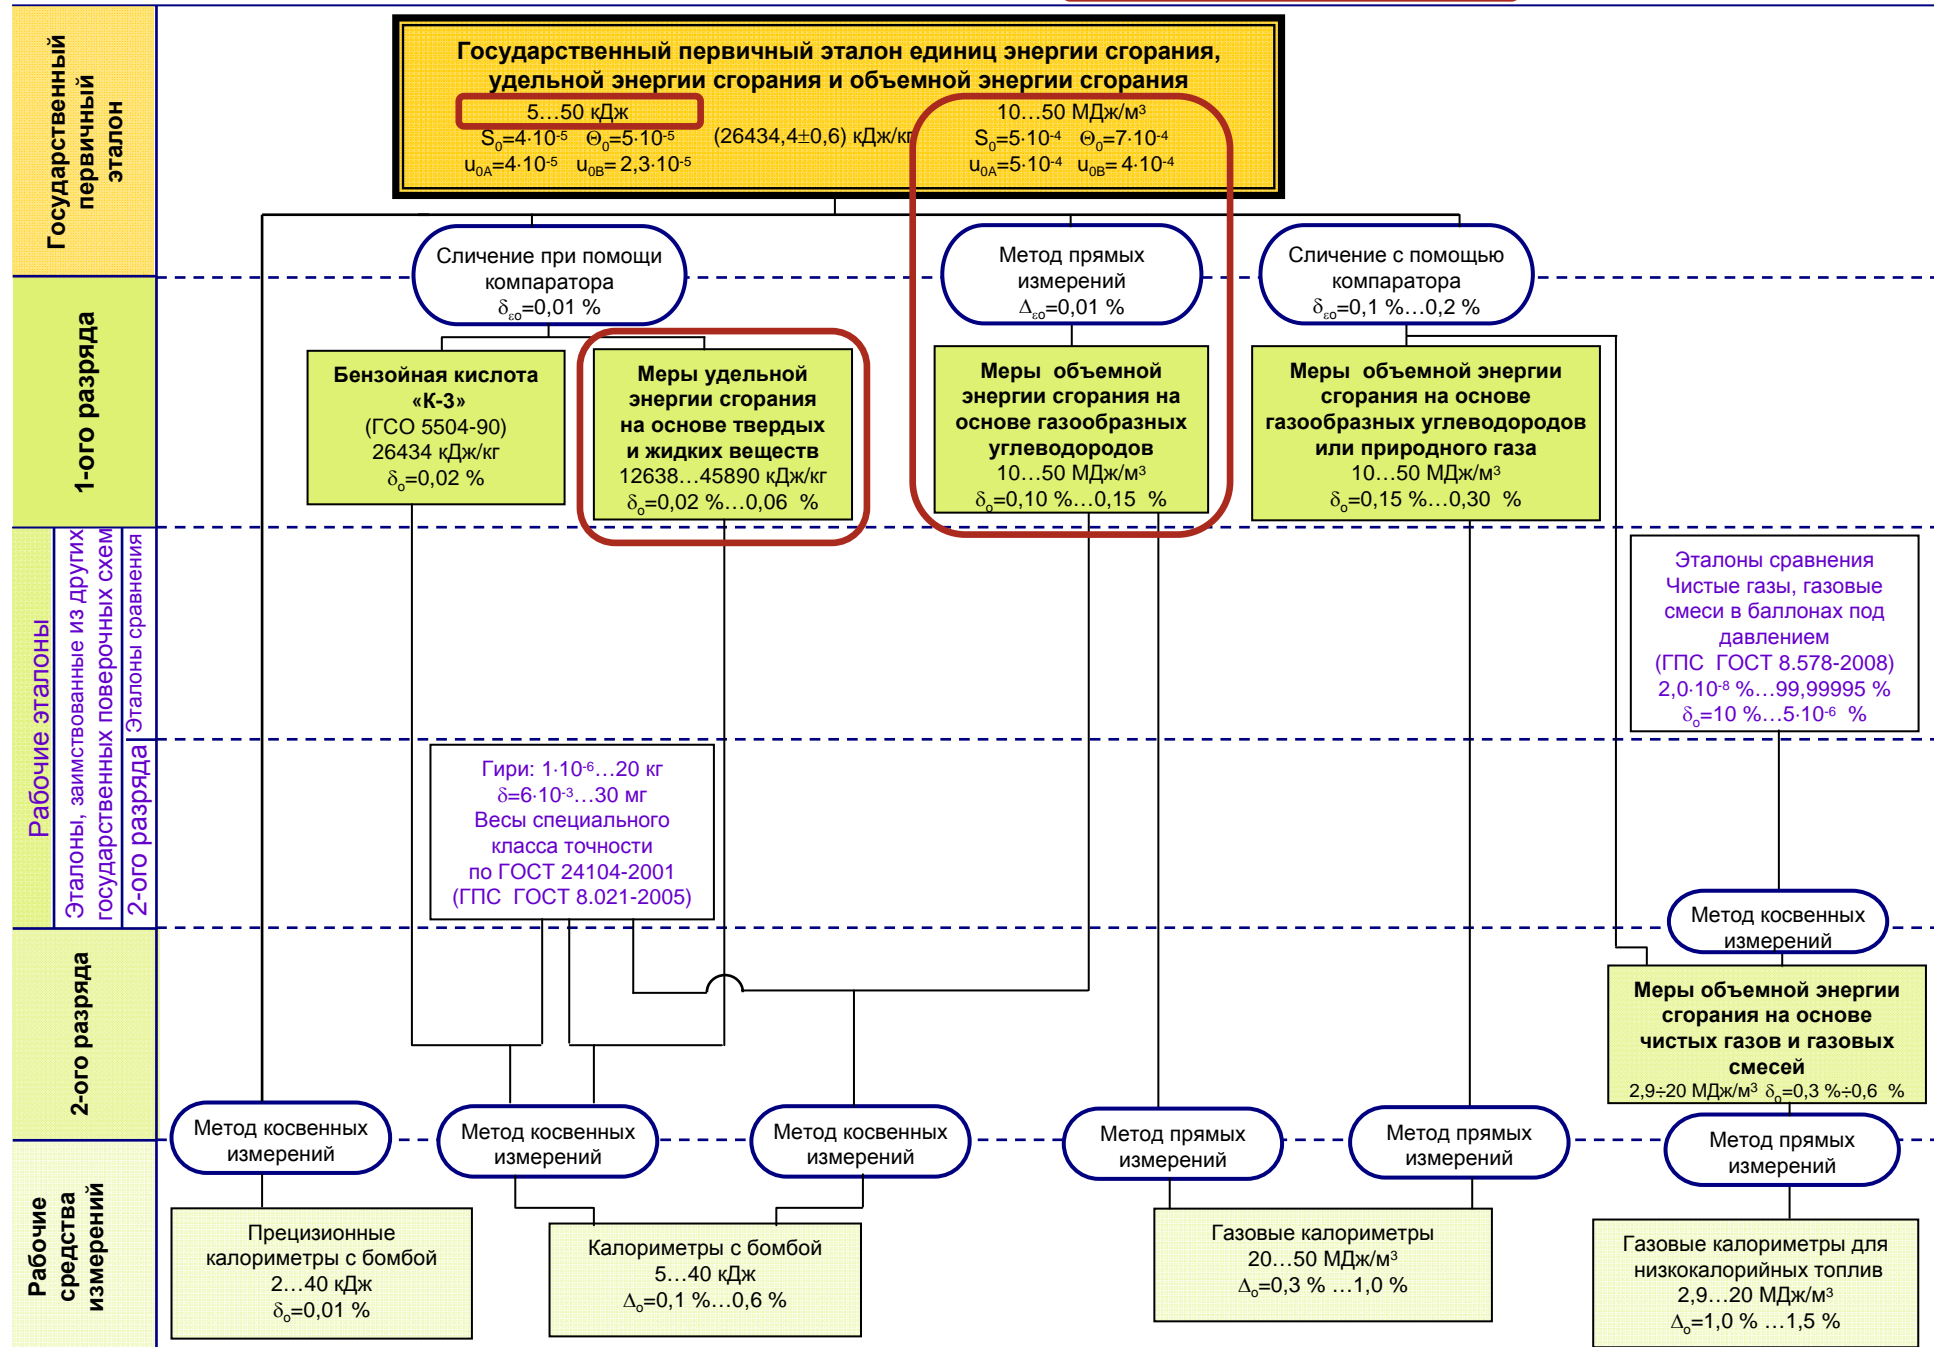 Государственный
первичный
эталон
Государственный первичный эталон единиц энергии сгорания,
удельной энергии сгорания и объемной энергии сгорания
5…50 кДж
S₀=4·10⁻⁵ Θ₀=5·10⁻⁵
u₀A=4·10⁻⁵ u₀B= 2,3·10⁻⁵
(26434,4±0,6) кДж/кг
10…50 МДж/м³
S₀=5·10⁻⁴ Θ₀=7·10⁻⁴
u₀A=5·10⁻⁴ u₀B= 4·10⁻⁴
Сличение при помощи
компаратора
δεo=0,01 %
Метод прямых
измерений
Δεo=0,01 %
Сличение с помощью
компаратора
δεo=0,1 %…0,2 %
1-ого разряда
Бензойная кислота
«К-3»
(ГСО 5504-90)
26434 кДж/кг
δo=0,02 %
Меры удельной
энергии сгорания
на основе твердых
и жидких веществ
12638…45890 кДж/кг
δo=0,02 %…0,06 %
Меры объемной
энергии сгорания на
основе газообразных
углеводородов
10…50 МДж/м³
δo=0,10 %…0,15 %
Меры объемной энергии
сгорания на основе
газообразных углеводородов
или природного газа
10…50 МДж/м³
δo=0,15 %…0,30 %
Рабочие эталоны
Эталоны, заимствованные из других
государственных поверочных схем
Эталоны сравнения
2-ого разряда
Эталоны сравнения
Чистые газы, газовые
смеси в баллонах под
давлением
(ГПС ГОСТ 8.578-2008)
2,0·10⁻⁸ %…99,99995 %
δo=10 %…5·10⁻⁶ %
Гири: 1·10⁻⁶…20 кг
δ=6·10⁻³…30 мг
Весы специального
класса точности
по ГОСТ 24104-2001
(ГПС ГОСТ 8.021-2005)
Метод косвенных
измерений
2-ого разряда
Меры объемной энергии
сгорания на основе
чистых газов и газовых
смесей
2,9÷20 МДж/м³ δo=0,3 %÷0,6 %
Метод косвенных
измерений
Метод косвенных
измерений
Метод косвенных
измерений
Метод прямых
измерений
Метод прямых
измерений
Метод прямых
измерений
Рабочие
средства
измерений
Прецизионные
калориметры с бомбой
2…40 кДж
δo=0,01 %
Калориметры с бомбой
5…40 кДж
Δo=0,1 %…0,6 %
Газовые калориметры
20…50 МДж/м³
Δo=0,3 % …1,0 %
Газовые калориметры для
низкокалорийных топлив
2,9…20 МДж/м³
Δo=1,0 % …1,5 %